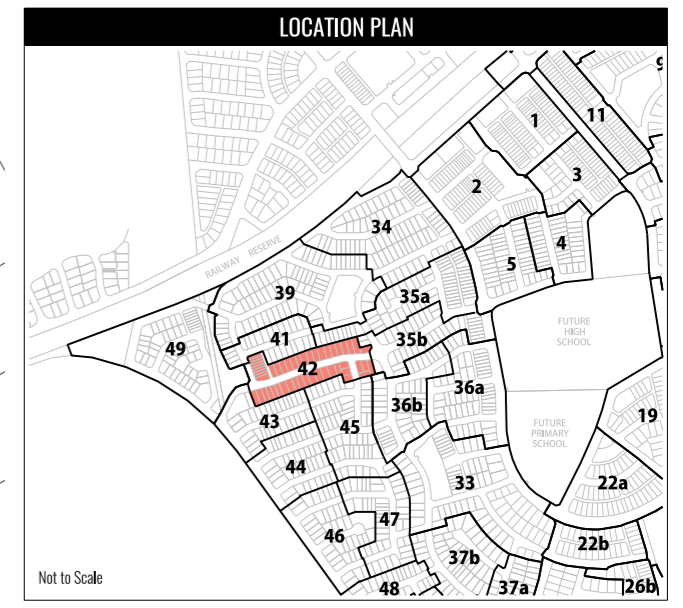 LOCATION PLAN
9
11
1
3
2
34
4
5
RAILWAY RESERVE
39
35a
FUTURE
HIGH
SCHOOL
41
35b
49
42
36a
36b
19
43
45
FUTURE
PRIMARY
SCHOOL
44
33
22a
47
46
22b
37b
Not to Scale
48
37a
26b